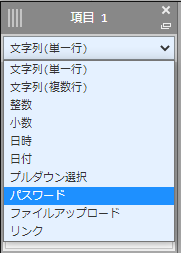 項目 1
文字列(単一行)
文字列(単一行)
文字列(複数行)
整数
小数
日時
日付
プルダウン選択
パスワード
ファイルアップロード
リンク